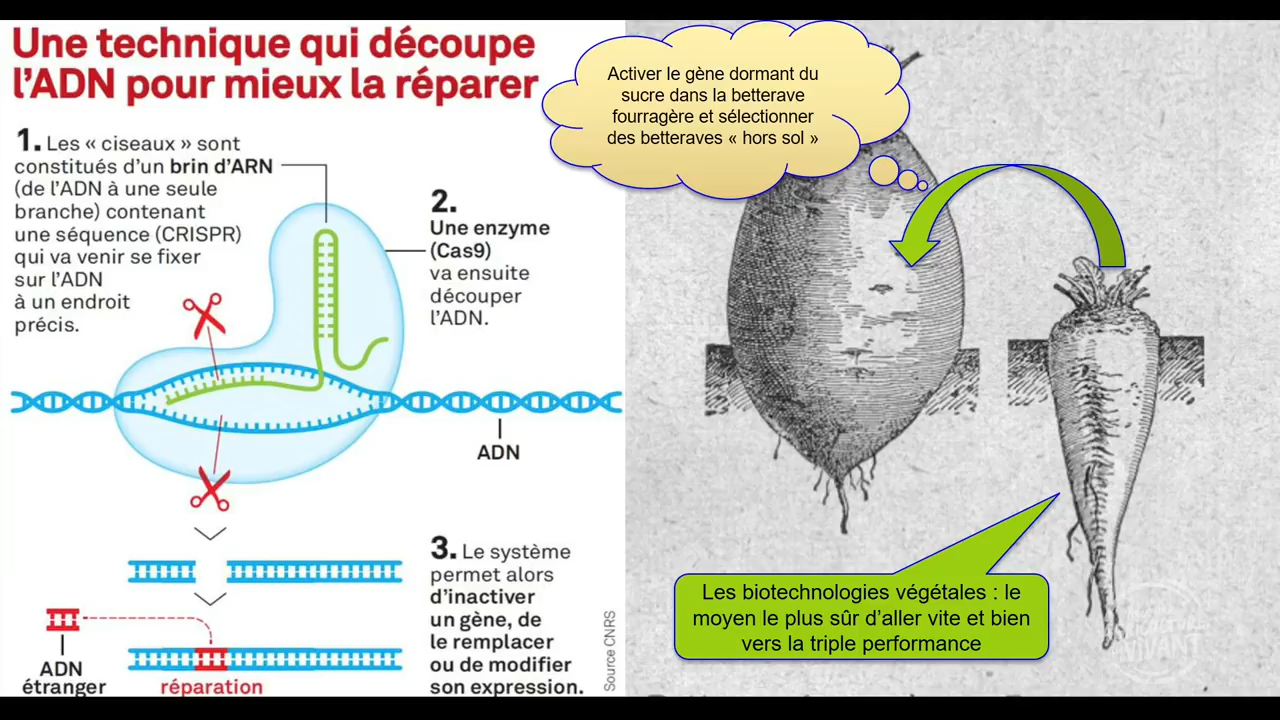 Une technique qui découpe
l’ADN pour mieux la réparer
1. Les « ciseaux » sont
constitués d’un brin d’ARN
(de l’ADN à une seule
branche) contenant
une séquence (CRISPR)
qui va venir se fixer
sur l’ADN
à un endroit
précis.
2.
Une enzyme
(Cas9)
va ensuite
découper
l’ADN.
ADN
3. Le système
permet alors
d’inactiver
un gène, de
le remplacer
ou de modifier
son expression.
ADN
étranger
réparation
Source CNRS
Activer le gène dormant du
sucre dans la betterave
fourragère et sélectionner
des betteraves « hors sol »
Les biotechnologies végétales : le
moyen le plus sûr d’aller vite et bien
vers la triple performance
VIVANT